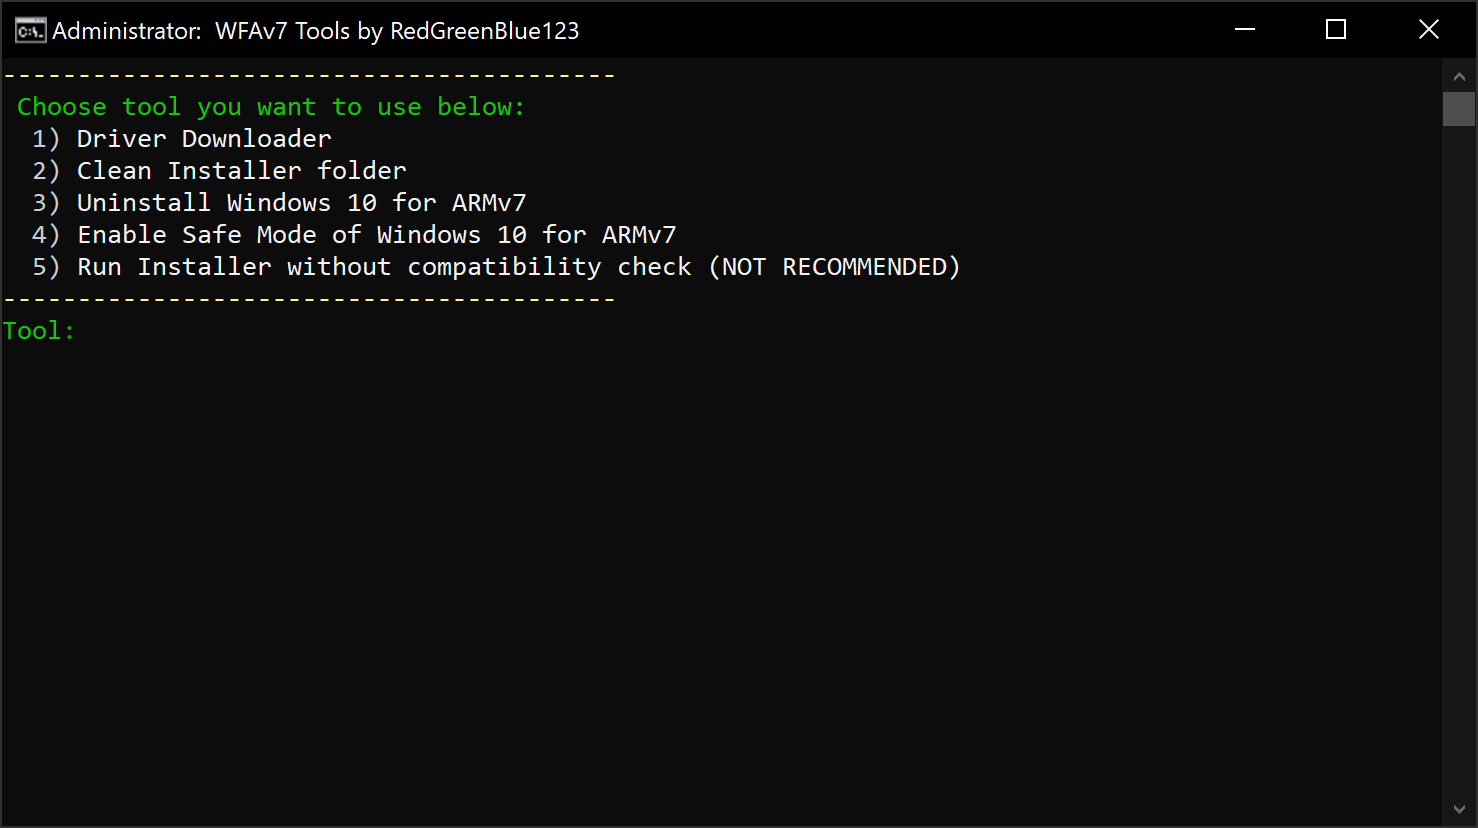 Administrator:  WFAv7 Tools by RedGreenBlue123
-----------------------------------------
Choose tool you want to use below:
1) Driver Downloader
2) Clean Installer folder
3) Uninstall Windows 10 for ARMv7
4) Enable Safe Mode of Windows 10 for ARMv7
5) Run Installer without compatibility check (NOT RECOMMENDED)
-----------------------------------------
Tool: